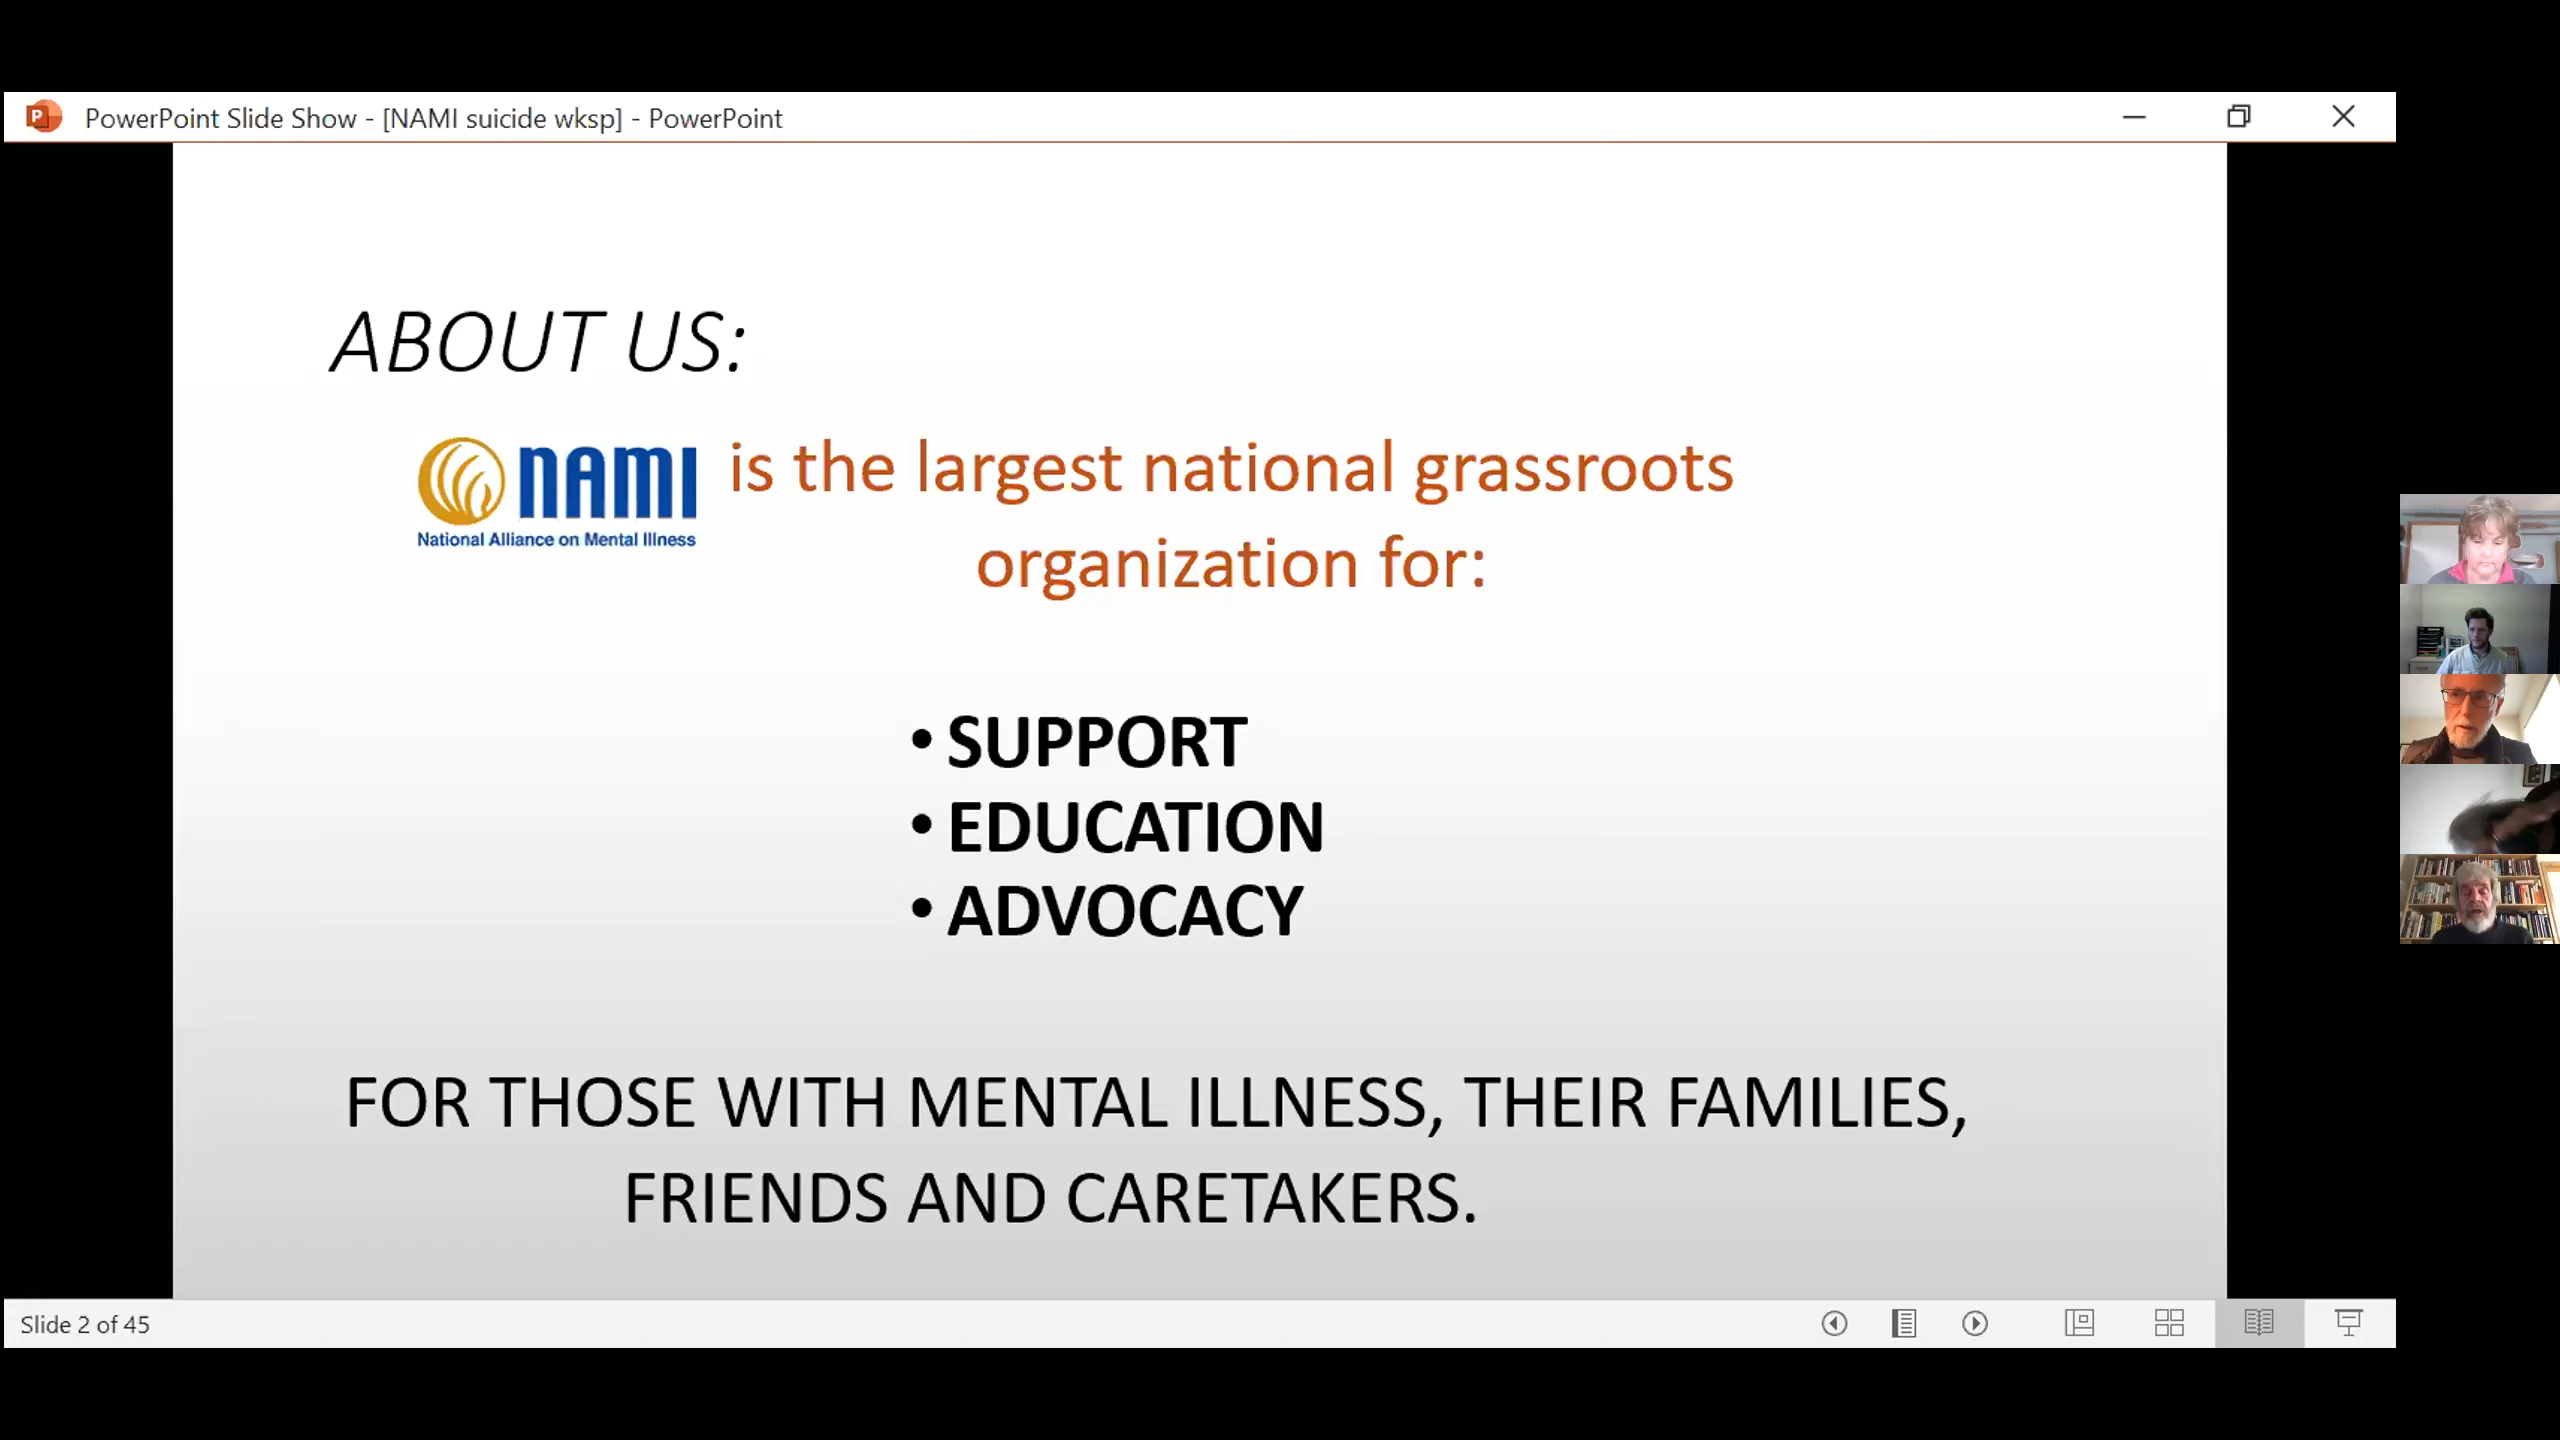 PowerPoint Slide Show - [NAMI suicide wksp] - PowerPoint
ABOUT US:
NAMI
National Alliance on Mental Illness
is the largest national grassroots
organization for:
• SUPPORT
• EDUCATION
• ADVOCACY
FOR THOSE WITH MENTAL ILLNESS, THEIR FAMILIES,
FRIENDS AND CARETAKERS.
Slide 2 of 45